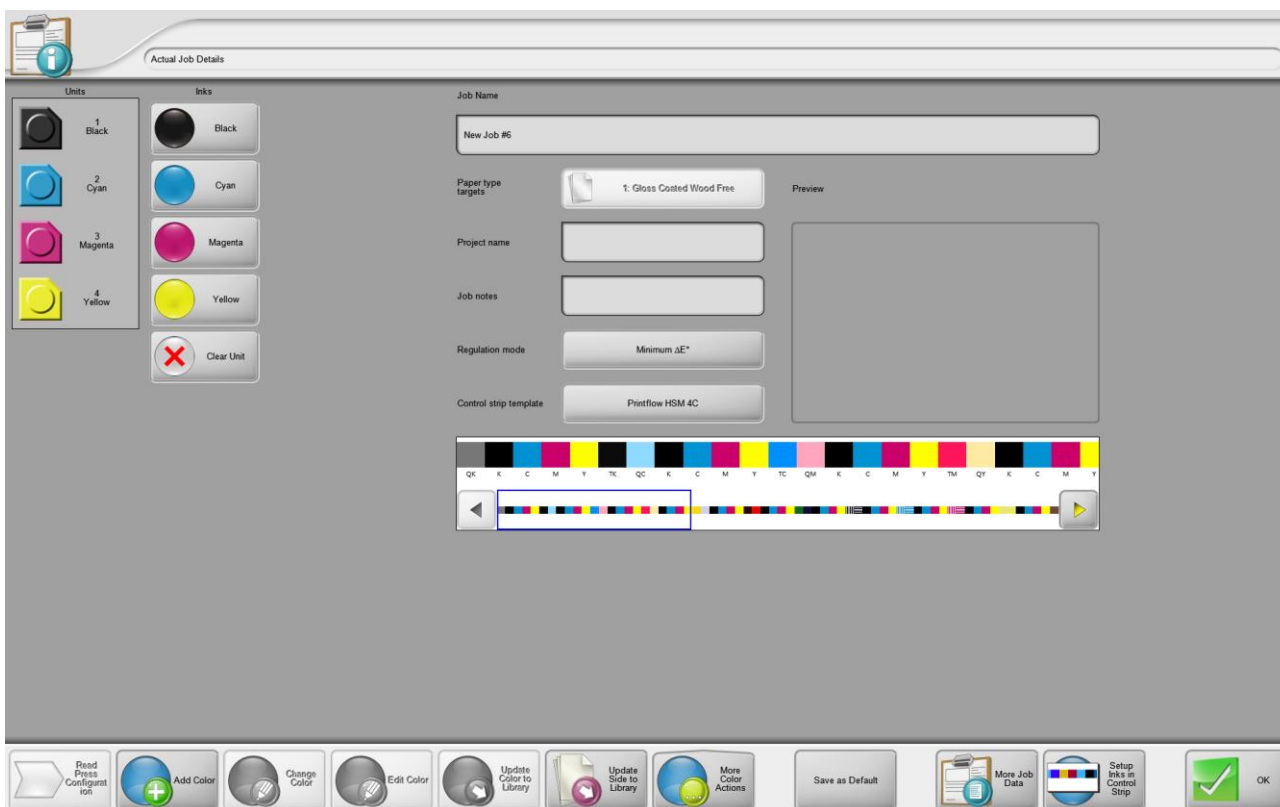 Actual Job Details
Units
Inks
1
Black
2
Cyan
3
Magenta
4
Yellow
Black
Cyan
Magenta
Yellow
Clear Unit
Job Name
New Job #6
Paper type
targets
1: Gloss Coated Wood Free
Preview
Project name
Job notes
Regulation mode
Minimum ΔE*
Control strip template
Printflow HSM 4C
QK K C M Y TK QC K C M Y TC QM K C M Y TM QY K C M Y
Read
Press
Configurat
ion
Add Color
Change
Color
Edit Color
Update
Color to
Library
Update
Side to
Library
More
Color
Actions
Save as Default
More Job
Data
Setup
Inks in
Control
Strip
OK